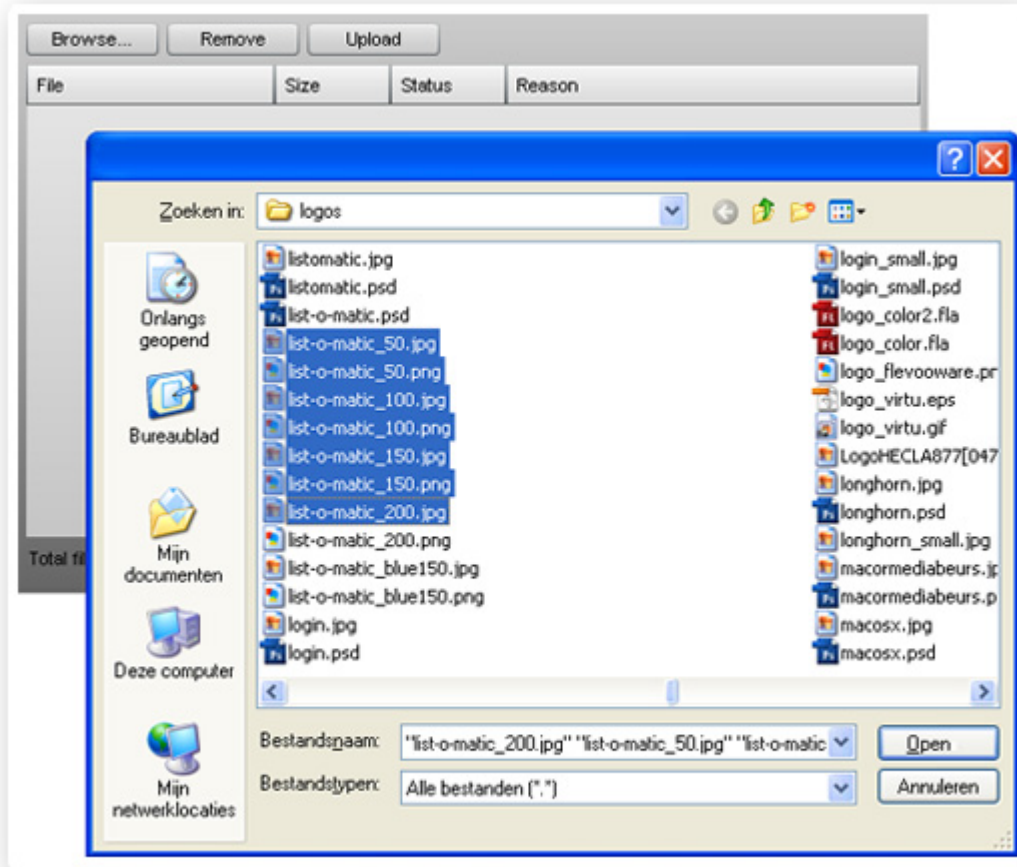 Browse... Remove Upload
File Size Status Reason
Zoeken in: logos
Onlangs
geopend
Bureaublad
Mijn
documenten
Deze computer
Mijn
netwerklocaties
listomatic.jpg
listomatic.psd
list-o-matic.psd
list-o-matic_50.jpg
list-o-matic_50.png
list-o-matic_100.jpg
list-o-matic_100.png
list-o-matic_150.jpg
list-o-matic_150.png
list-o-matic_200.jpg
list-o-matic_200.png
list-o-matic_blue150.jpg
list-o-matic_blue150.png
login.jpg
login.psd
login_small.jpg
login_small.psd
logo_color2.fla
logo_color.fla
logo_flevooware.pr
logo_virtu.eps
logo_virtu.gif
LogoHECLA877[047
longhorn.jpg
longhorn.psd
longhorn_small.jpg
macormediabeurs.jp
macormediabeurs.p
macosx.jpg
macosx.psd
Total fil
Bestandsnaam: "list-o-matic_200.jpg" "list-o-matic_50.jpg" "list-o-matic Open
Bestandstypen: Alle bestanden (*.*) Annuleren